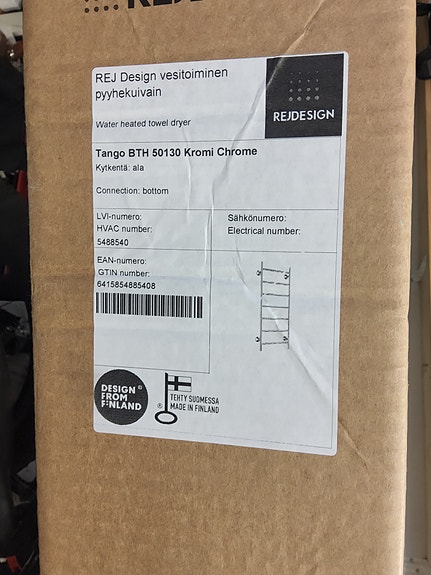 REJDESIGN
REJ Design vesitoiminen
pyyhekuivain
Water heated towel dryer
REJDESIGN
Tango BTH 50130 Kromi Chrome
Kytkentä: ala
Connection: bottom
LVI-numero:
HVAC number:
5488540
Sähkönumero:
Electrical number:
EAN-numero:
GTIN number:
6415854885408
DESIGN
FROM
FINLAND
®
TEHTY SUOMESSA
MADE IN FINLAND